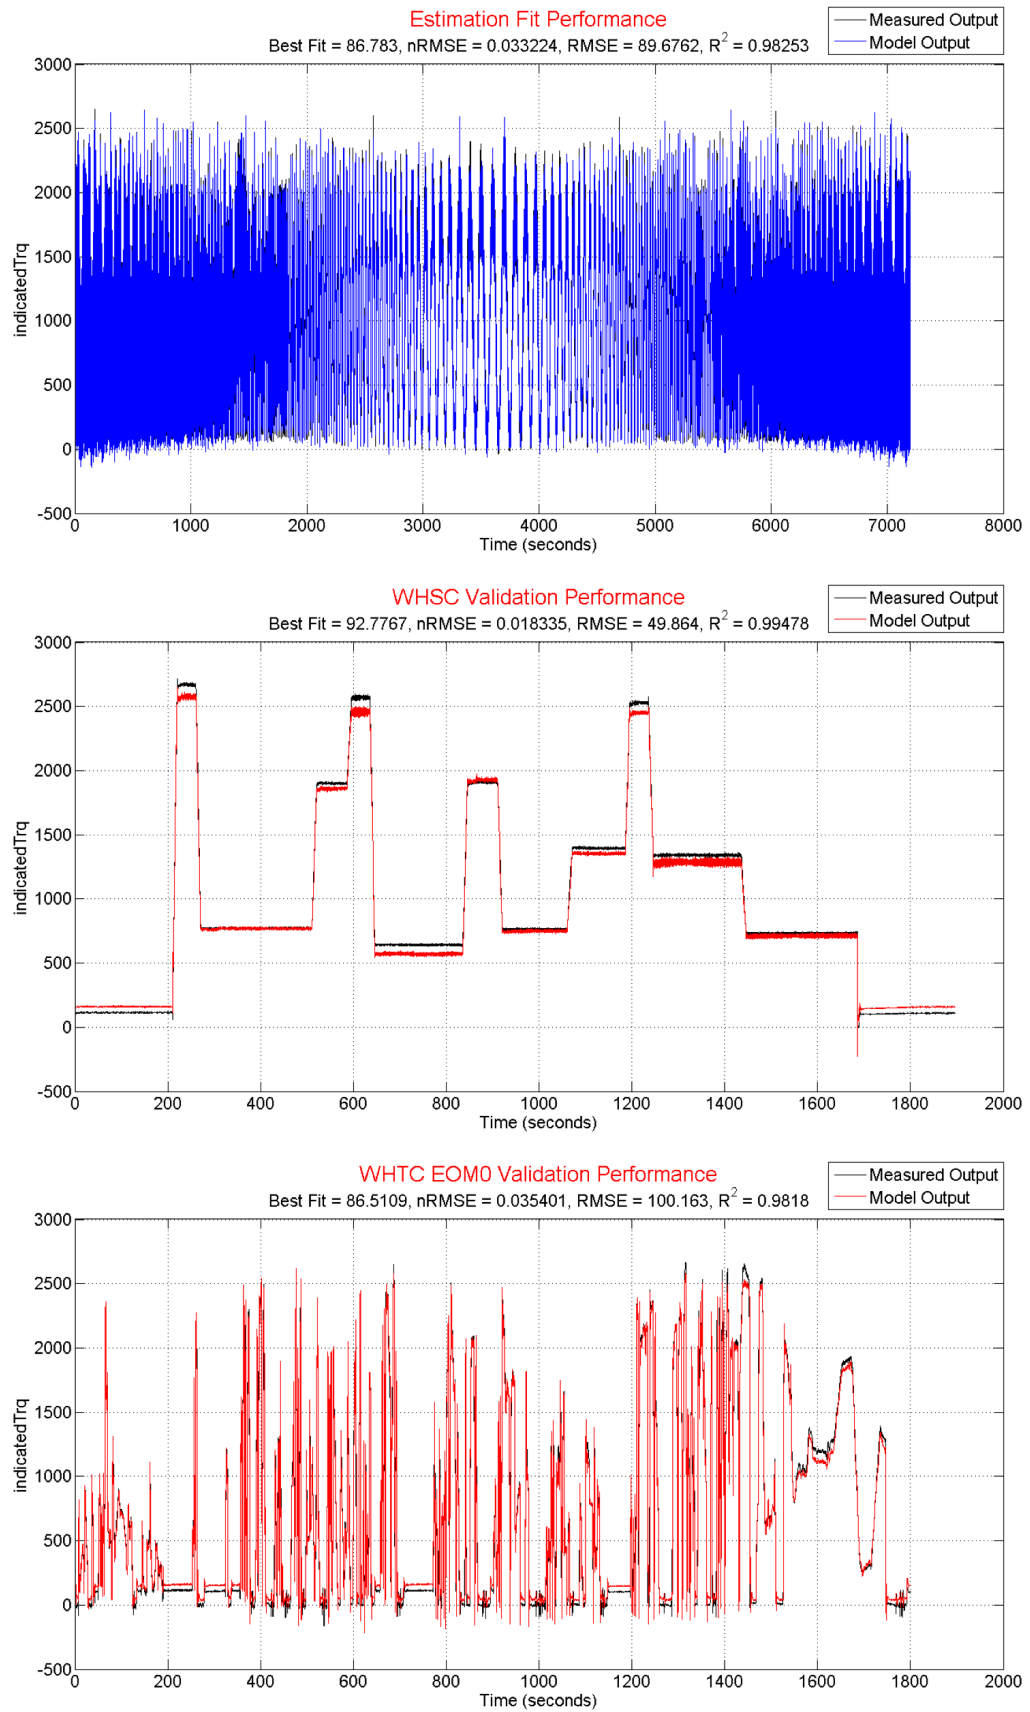 Estimation Fit Performance
Best Fit = 86.783, nRMSE = 0.033224, RMSE = 89.6762, R² = 0.98253
Measured Output
Model Output
3000
2500
2000
1500
1000
500
0
-500
indicatedTrq
0 1000 2000 3000 4000 5000 6000 7000 8000
Time (seconds)
WHSC Validation Performance
Best Fit = 92.7767, nRMSE = 0.018335, RMSE = 49.864, R² = 0.99478
Measured Output
Model Output
3000
2500
2000
1500
1000
500
0
-500
indicatedTrq
0 200 400 600 800 1000 1200 1400 1600 1800 2000
Time (seconds)
WHTC EOM0 Validation Performance
Best Fit = 86.5109, nRMSE = 0.035401, RMSE = 100.163, R² = 0.9818
Measured Output
Model Output
3000
2500
2000
1500
1000
500
0
-500
indicatedTrq
0 200 400 600 800 1000 1200 1400 1600 1800 2000
Time (seconds)